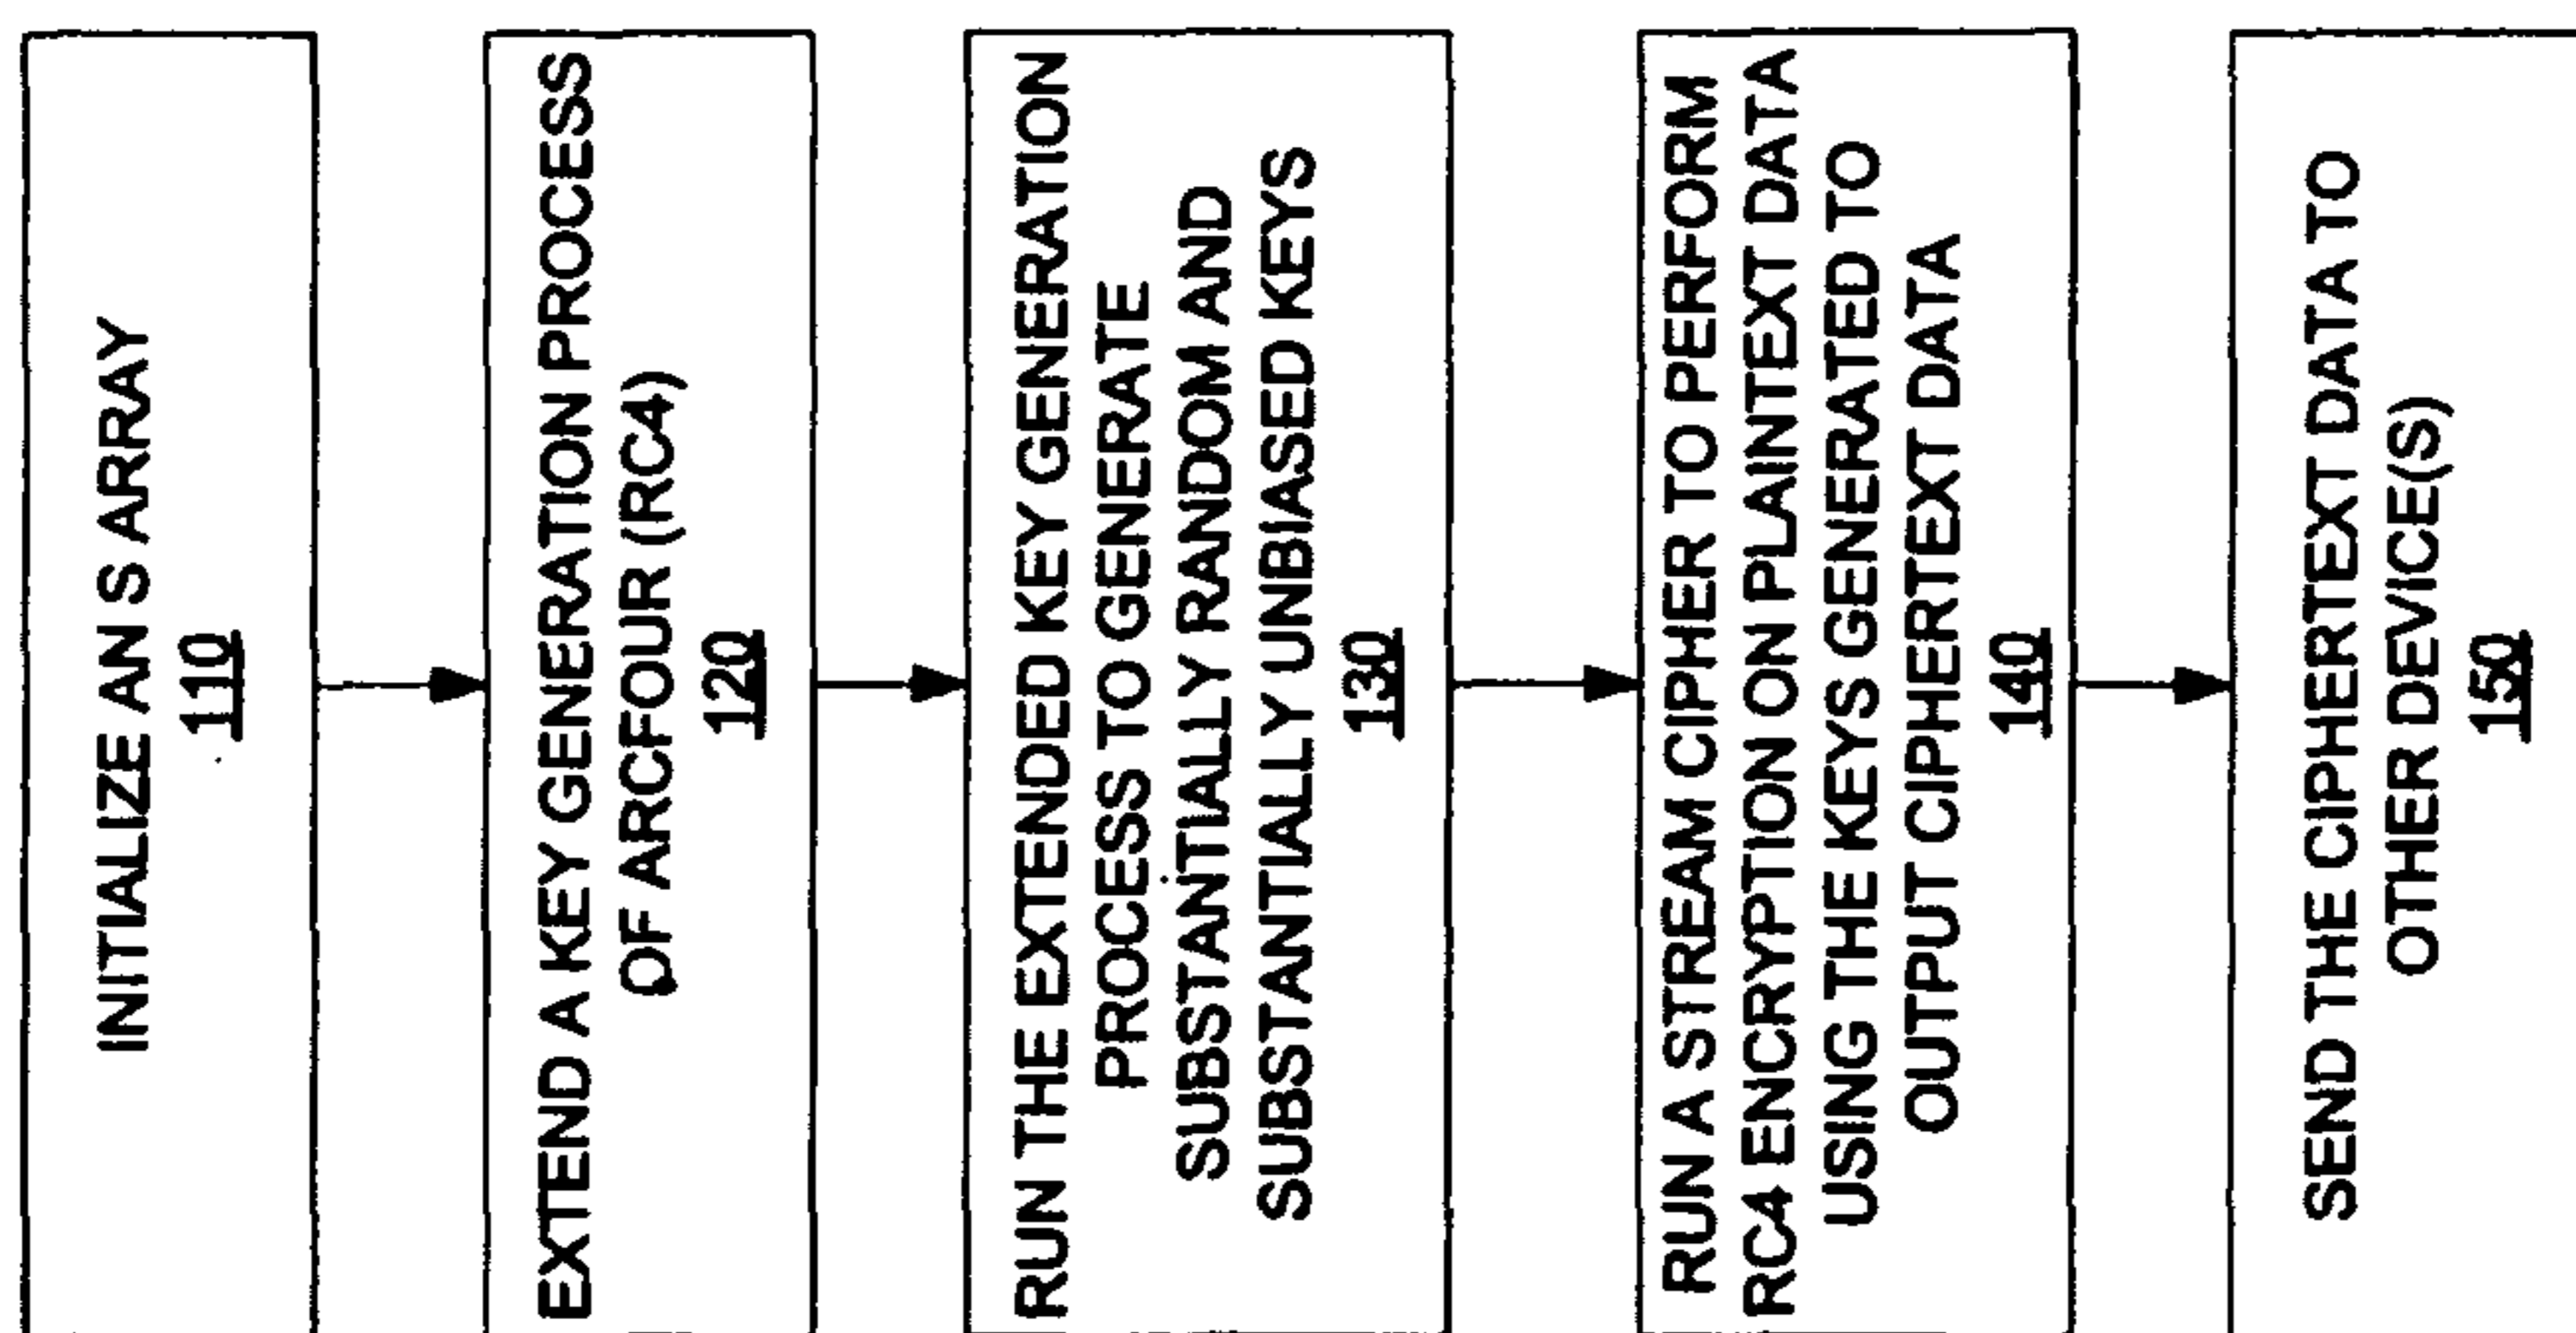 INITIALIZE AN S ARRAY
110
EXTEND A KEY GENERATION PROCESS
OF ARCFOUR (RC4)
120
RUN THE EXTENDED KEY GENERATION
PROCESS TO GENERATE
SUBSTANTIALLY RANDOM AND
SUBSTANTIALLY UNBIASED KEYS
130
RUN A STREAM CIPHER TO PERFORM
RC4 ENCRYPTION ON PLAINTEXT DATA
USING THE KEYS GENERATED TO
OUTPUT CIPHERTEXT DATA
140
SEND THE CIPHERTEXT DATA TO
OTHER DEVICE(S)
150